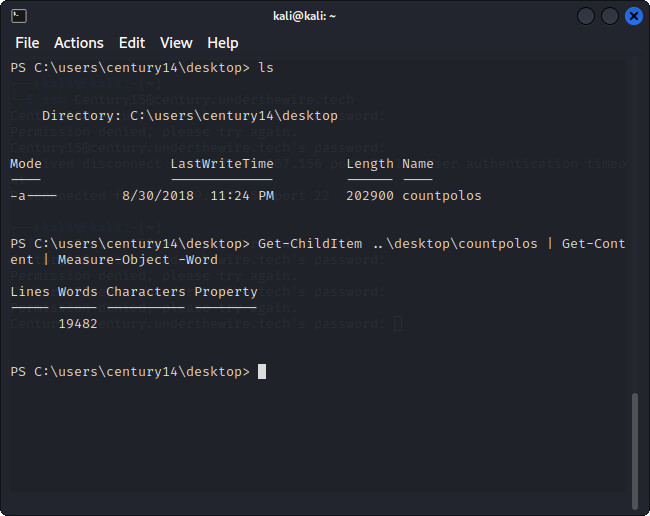 kali@kali: ~
File Actions Edit View Help
PS C:\users\century14\desktop> ls
Directory: C:\users\century14\desktop
Mode LastWriteTime Length Name
---- ------------- ------ ----
-a---- 8/30/2018 11:24 PM 202900 countpolos
PS C:\users\century14\desktop> Get-ChildItem ..\desktop\countpolos | Get-Cont
ent | Measure-Object -Word
Lines Words Characters Property
----- ----- ---------- --------
19482
PS C:\users\century14\desktop>